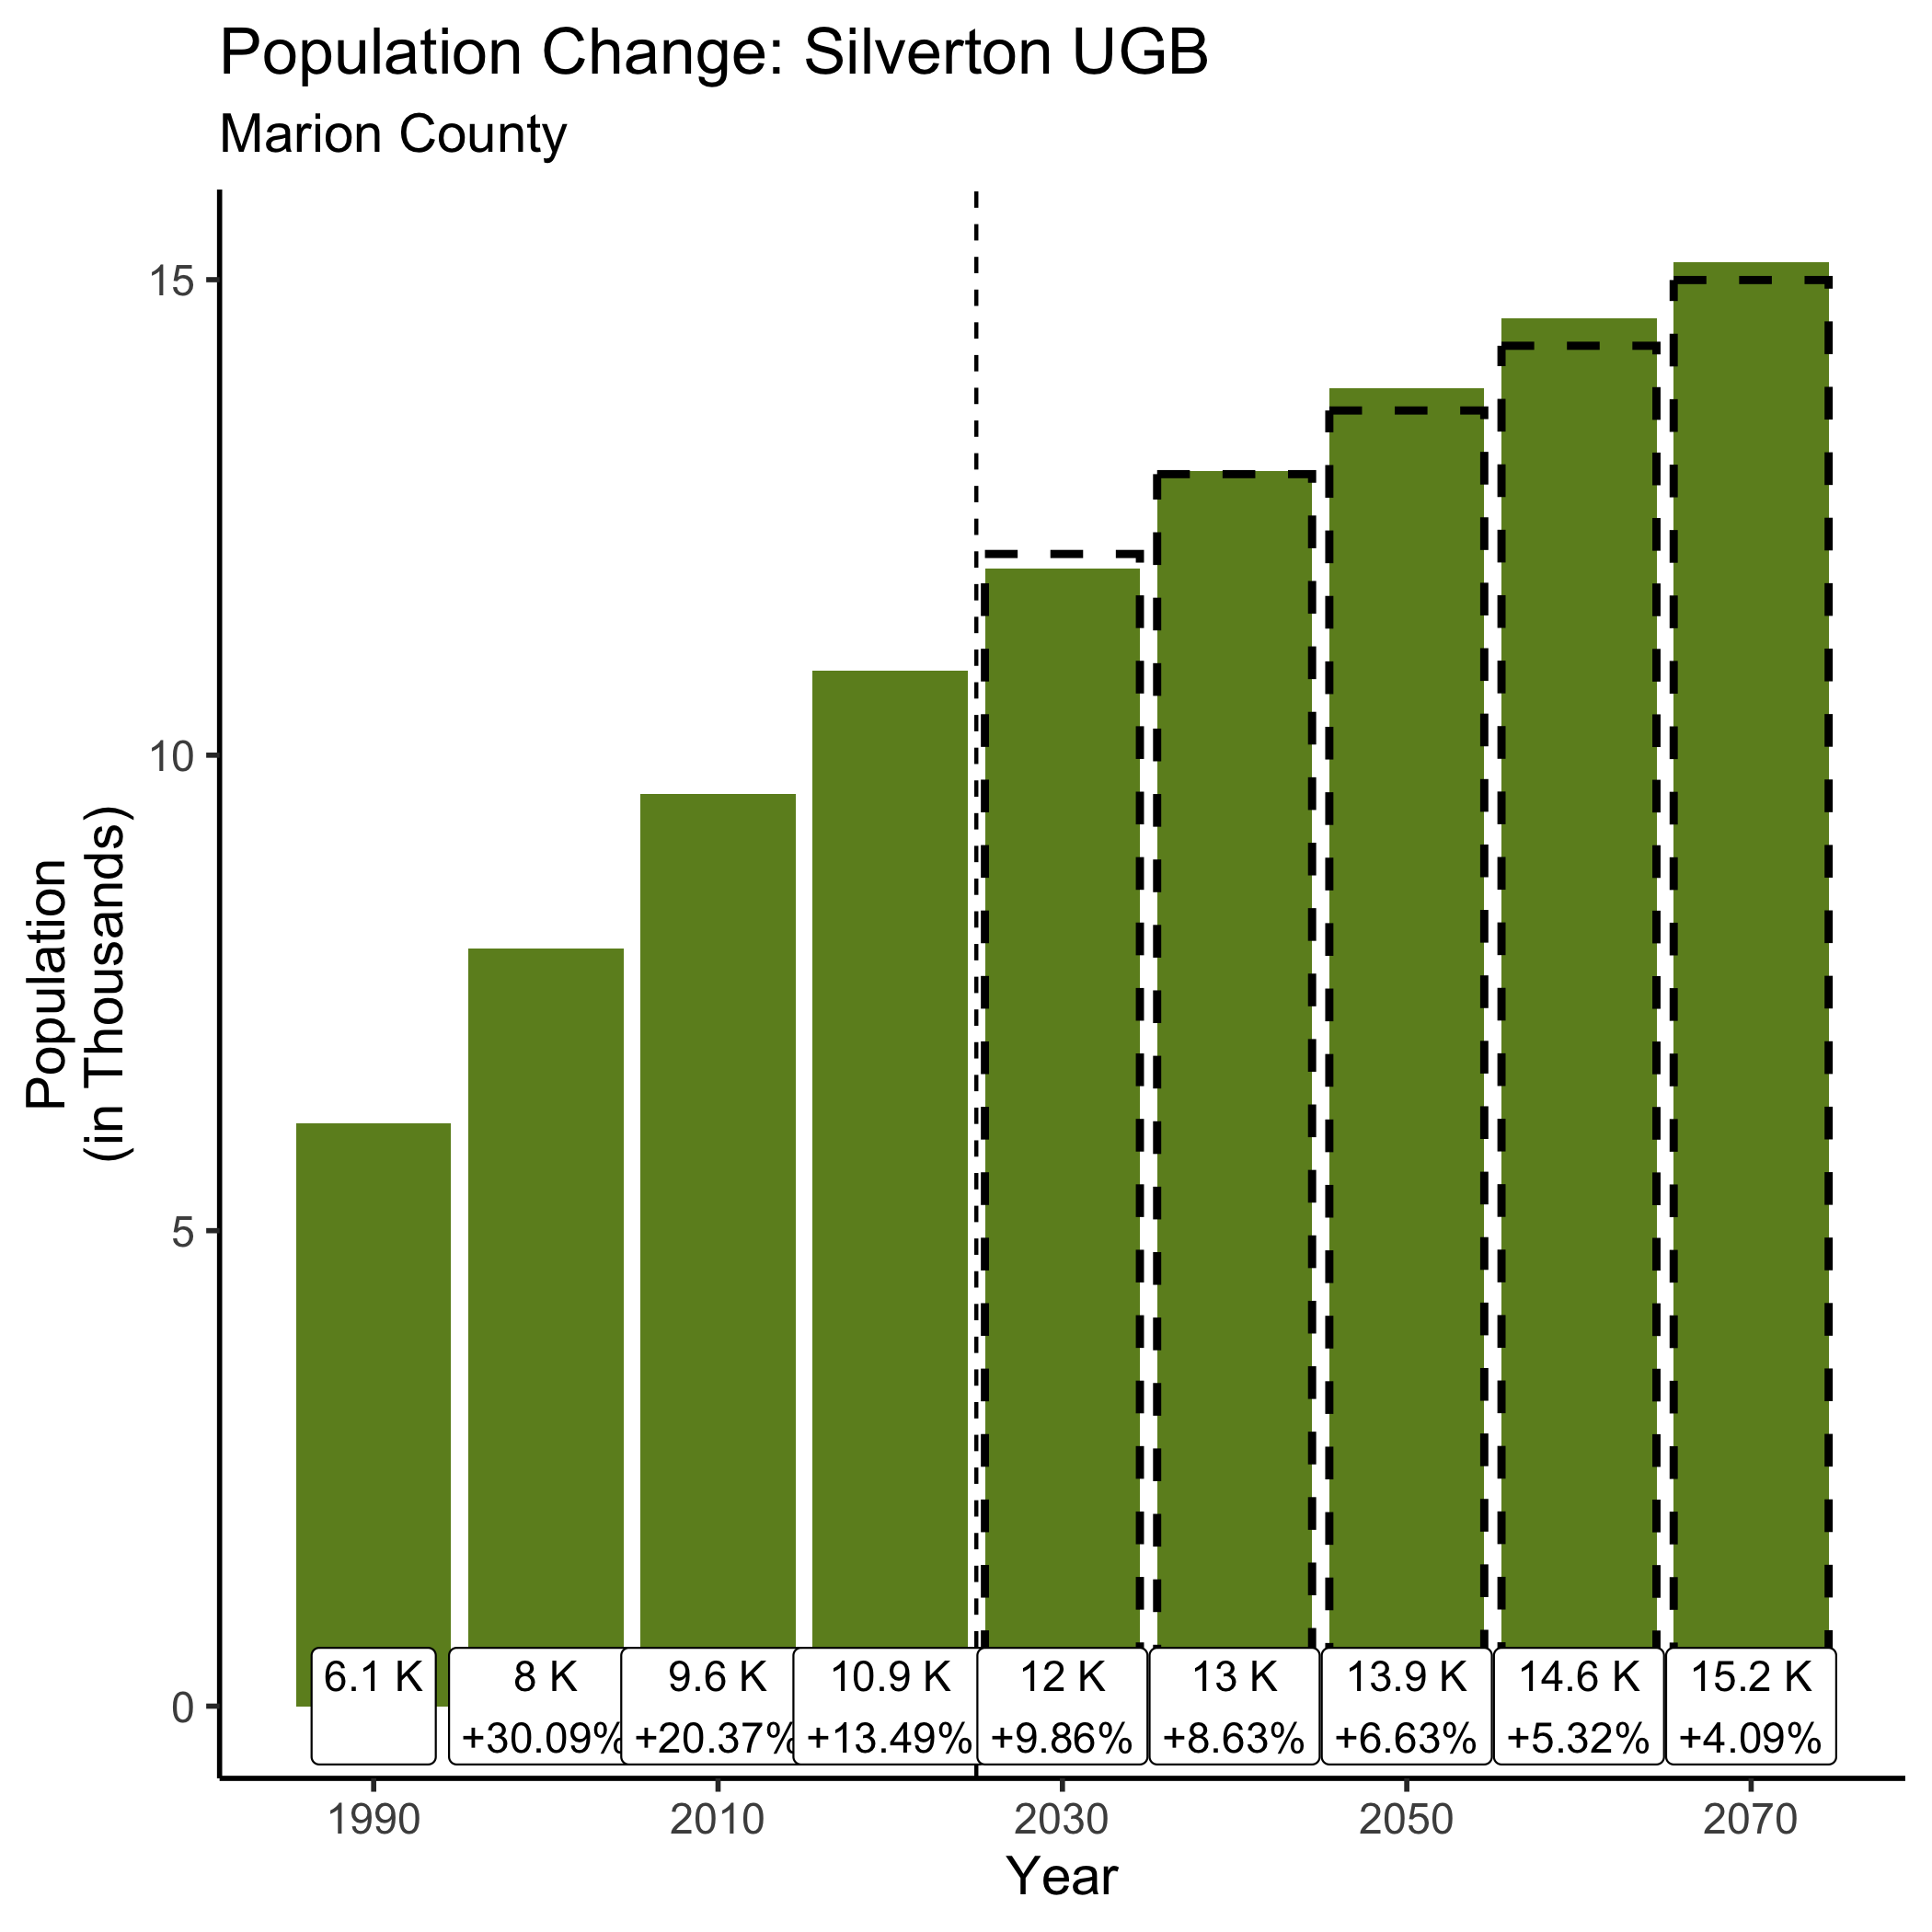 Population Change: Silverton UGB
Marion County
Population
(in Thousands)
15
10
5
0
6.1 K
8 K
+30.09%
9.6 K
+20.37%
10.9 K
+13.49%
12 K
+9.86%
13 K
+8.63%
13.9 K
+6.63%
14.6 K
+5.32%
15.2 K
+4.09%
1990
2010
2030
2050
2070
Year